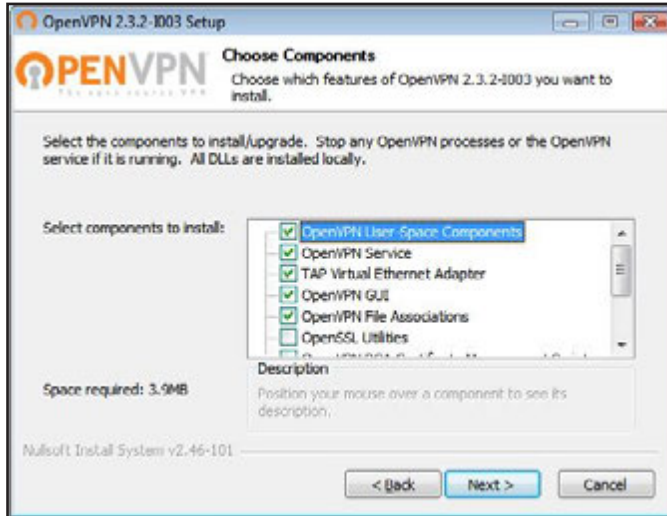 OpenVPN 2.3.2-I003 Setup
OPENVPN
Choose Components
Choose which features of OpenVPN 2.3.2-I003 you want to
install.
Select the components to install/upgrade. Stop any OpenVPN processes or the OpenVPN
service if it is running. All DLLs are installed locally.
Select components to install:
OpenVPN User-Space Components
OpenVPN Service
TAP Virtual Ethernet Adapter
OpenVPN GUI
OpenVPN File Associations
OpenSSL Utilities
Space required: 3.9MB
Description
Position your mouse over a component to see its
description.
Nullsoft Install System v2.46-101
< Back
Next >
Cancel